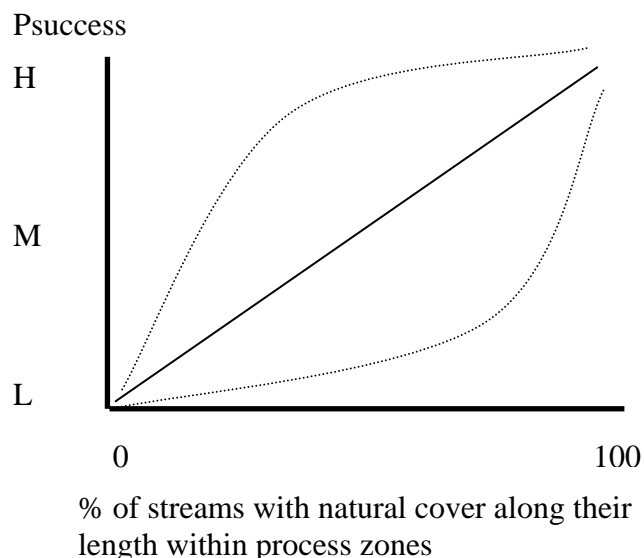 Psuccess
H
M
L
0 100
% of streams with natural cover along their
length within process zones